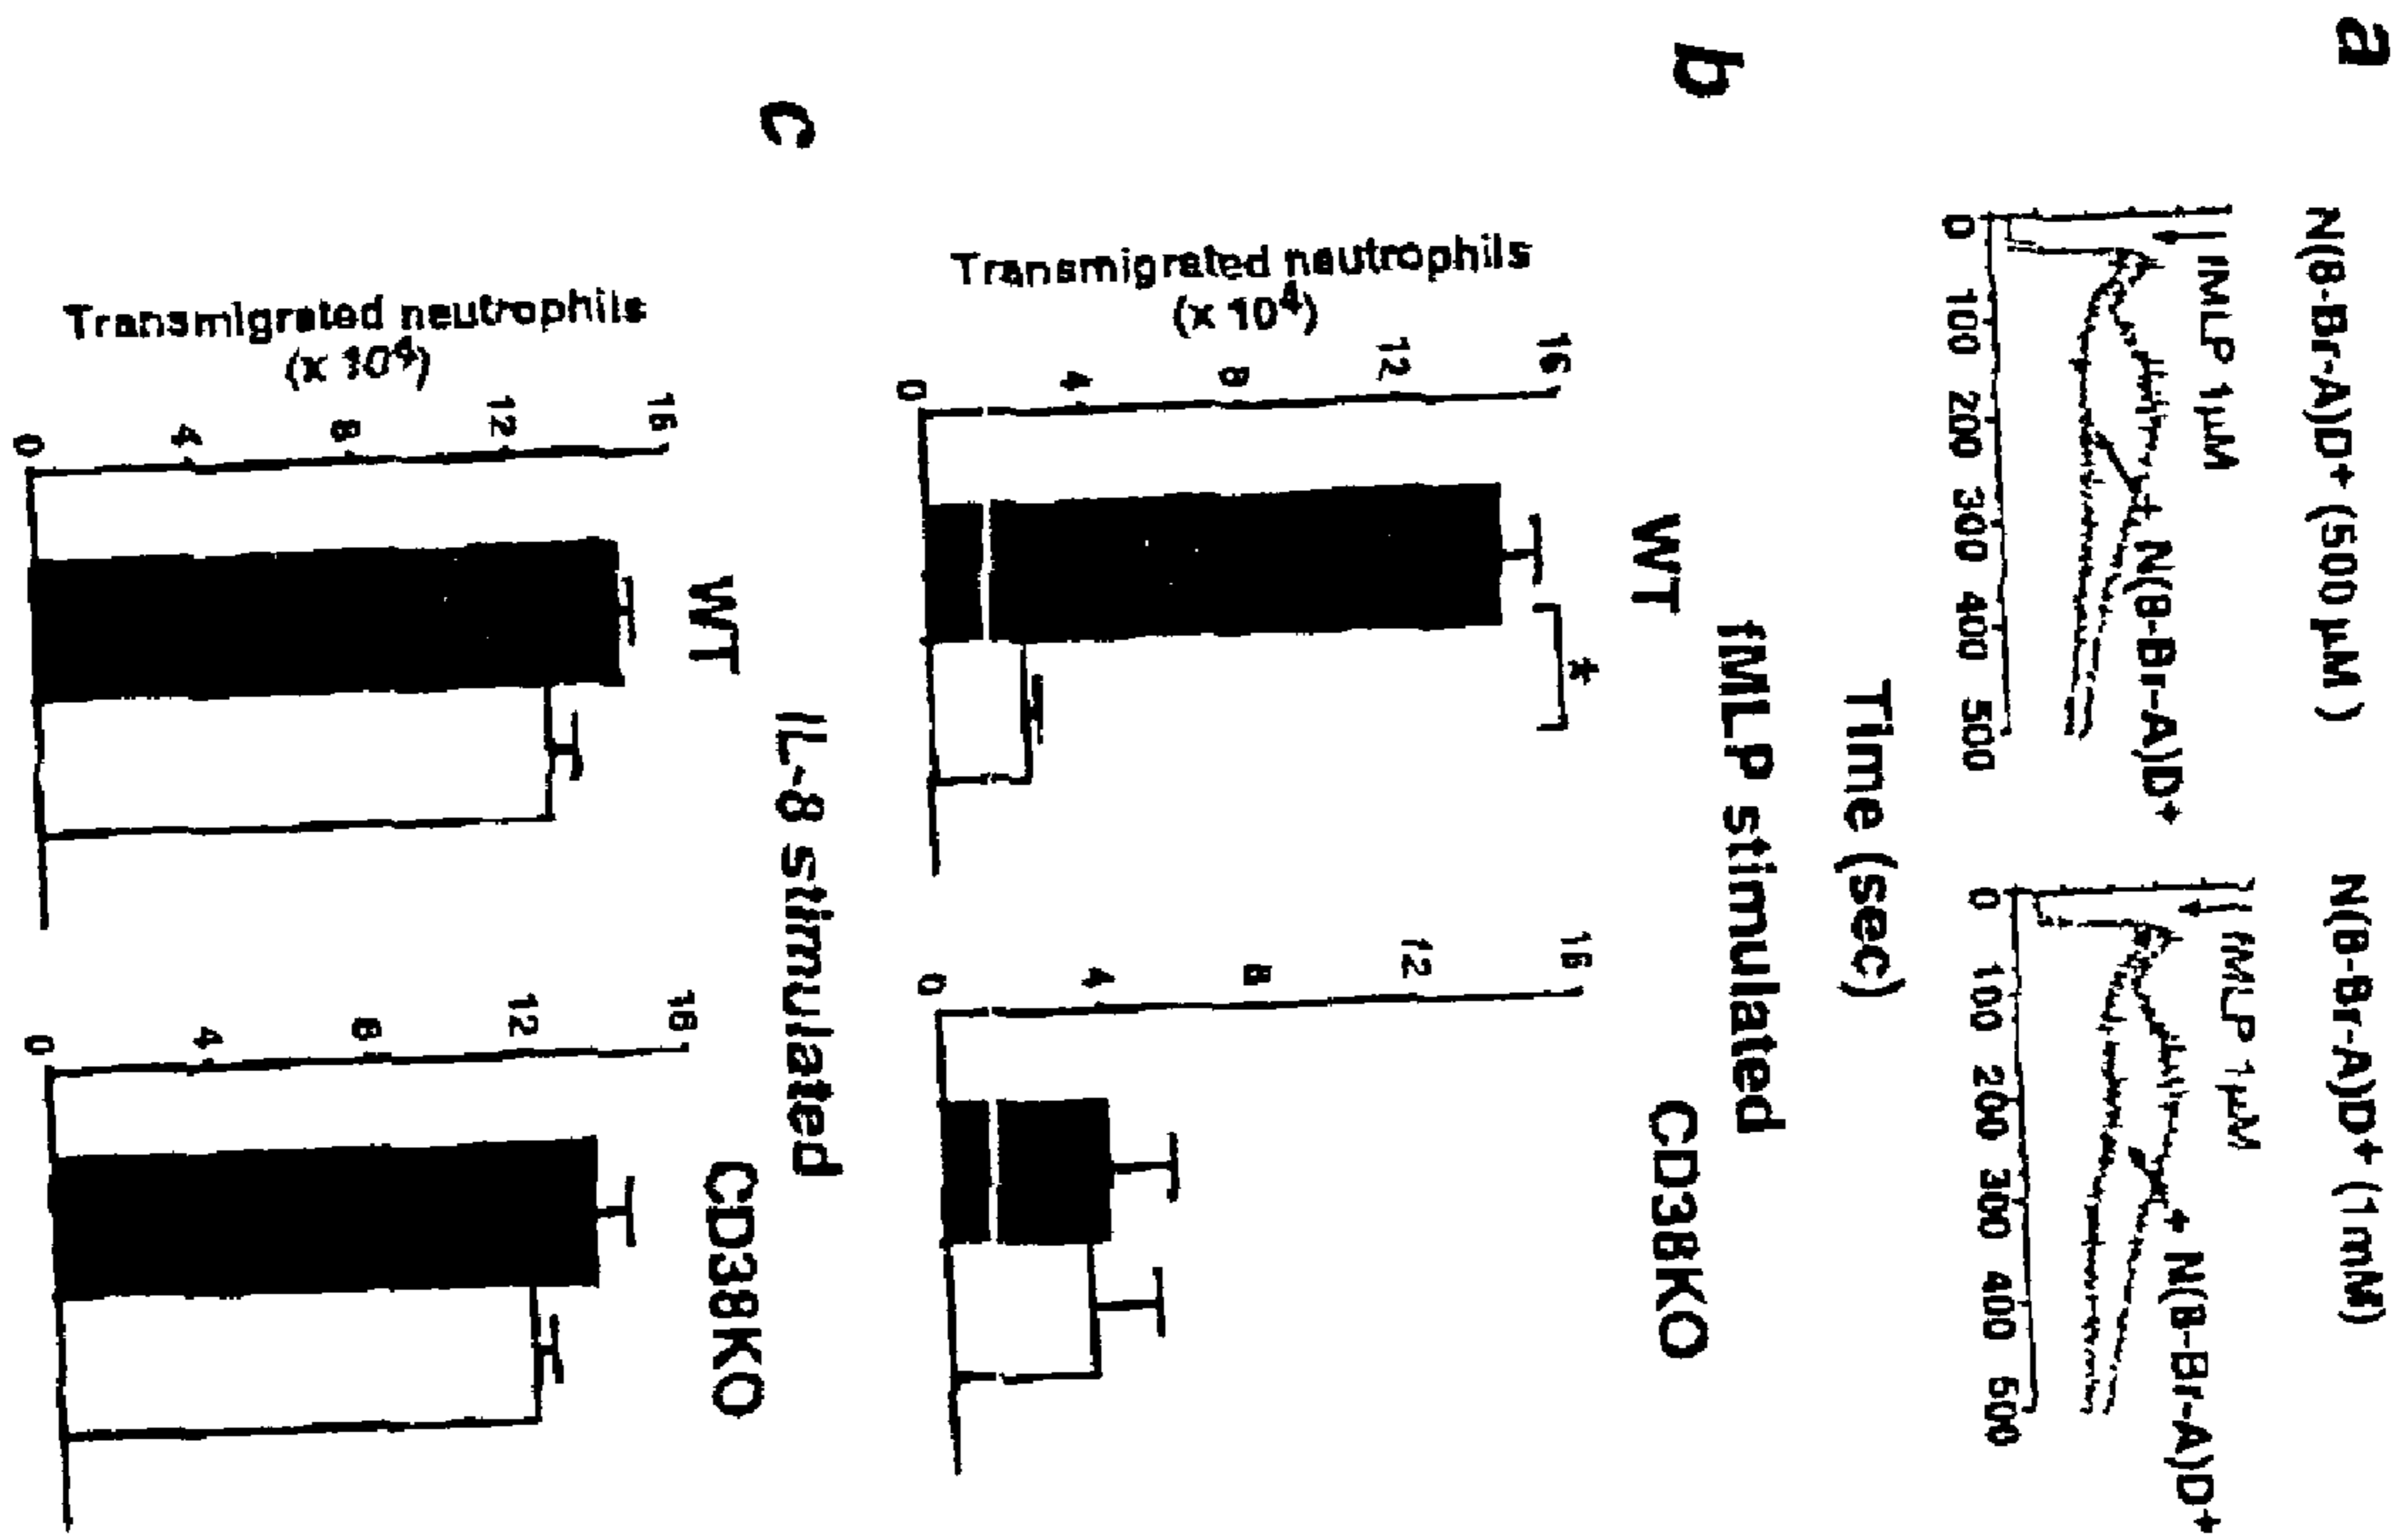 a
N(8-Br-A)D+ (500 µM)
N(8-Br-A)D+ (1mM)
fMLP 1µM
fMLP 1µM
+ N(8-Br-A)D+
+ N(8-Br-A)D+
0 100 200 300 400 500
0 100 200 300 400 500
Time (sec)
b
fMLP stimulated
WT
CD38KO
Transmigrated neutrophils
(x 10⁴)
16
12
8
4
0
*
16
12
8
4
0
c
IL-8 stimulated
WT
CD38KO
Transmigrated neutrophils
(x 10⁴)
16
12
8
4
0
16
12
8
4
0